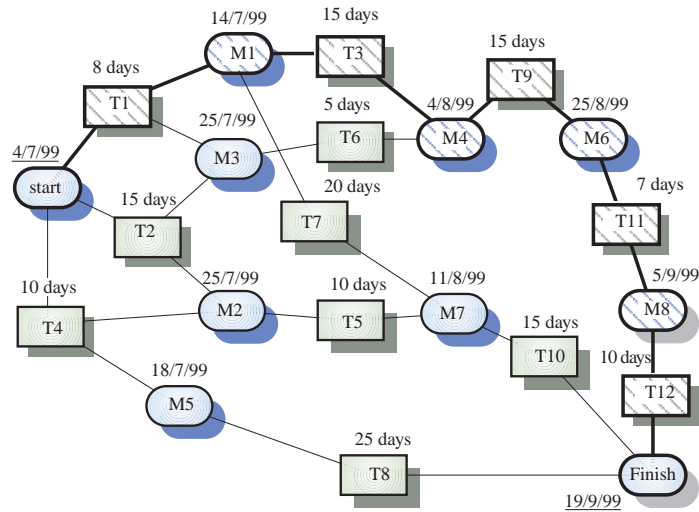 14/7/99
15 days
15 days
M1
T3
T9
8 days
T1
25/7/99
5 days
4/8/99
25/8/99
T6
M4
M6
4/7/99
M3
start
15 days
20 days
7 days
T2
T7
T11
25/7/99
11/8/99
5/9/99
10 days
10 days
M2
T5
M7
M8
T4
15 days
T10
10 days
18/7/99
M5
T12
25 days
T8
Finish
19/9/99